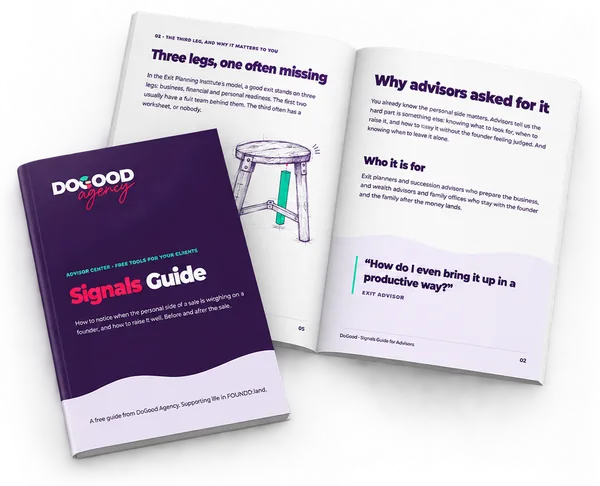 DOGOOD
agency
ADVISOR CENTER • FREE TOOLS FOR YOUR CLIENTS
Signals Guide
How to notice when the personal side of a sale is weighing on a
founder, and how to raise it well. Before and after the sale.
A free guide from DoGood Agency. Supporting life in FOUNDD:land.
02 • THE THIRD LEG, AND WHY IT MATTERS TO YOU
Three legs, one often missing
In the Exit Planning Institute's model, a good exit stands on three
legs: business, financial and personal readiness. The first two
usually have a full team behind them. The third often has a
worksheet, or nobody.
05
Why advisors asked for it
You already know the personal side matters. Advisors tell us the
hard part is something else: knowing what to look for, when to
raise it, and how to raise it without the founder feeling judged. And
knowing when to leave it alone.
Who it is for
Exit planners and succession advisors who prepare the business,
and wealth advisors and family offices who stay with the founder
and the family after the money lands.
“How do I even bring it up in a
productive way?”
EXIT ADVISOR
DoGood • Signals Guide for Advisors
02